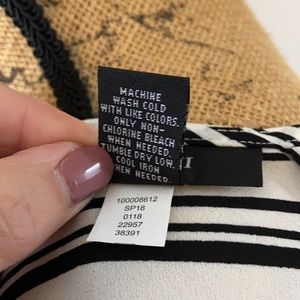 MACHINE
WASH COLD
WITH LIKE COLORS.
ONLY NON-
CHLORINE BLEACH
WHEN NEEDED.
TUMBLE DRY LOW.
COOL IRON
WHEN NEEDED.
100008612
SP18
0118
22957
38391